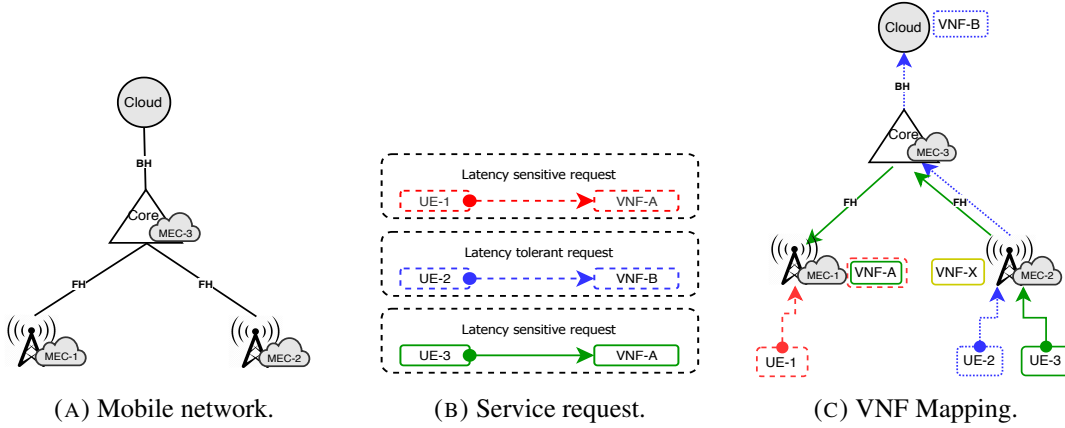 Cloud
BH
Core
MEC-3
FH
FH
MEC-1
MEC-2
(A) Mobile network.
Latency sensitive request
UE-1
VNF-A
Latency tolerant request
UE-2
VNF-B
Latency sensitive request
UE-3
VNF-A
(B) Service request.
Cloud
VNF-B
BH
Core
MEC-3
FH
FH
MEC-1
VNF-A
VNF-X
MEC-2
UE-1
UE-2
UE-3
(C) VNF Mapping.